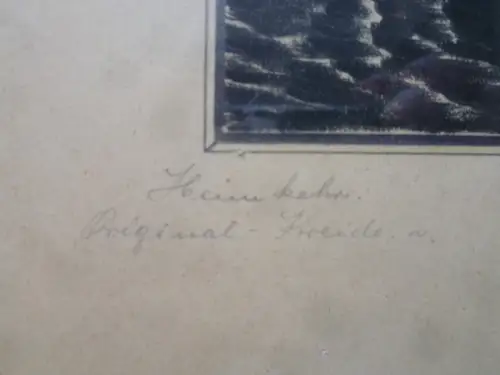 Heimkehr.
Original-Kreide. a.